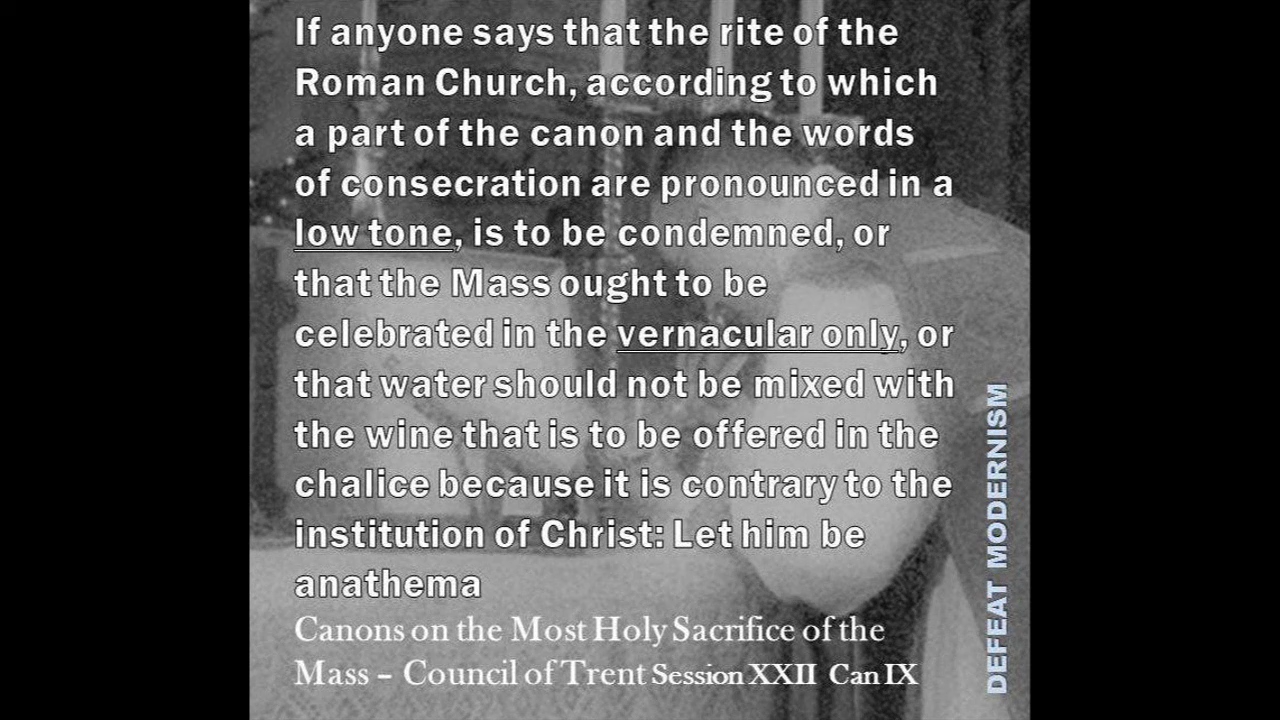 If anyone says that the rite of the
Roman Church, according to which
a part of the canon and the words
of consecration are pronounced in a
low tone, is to be condemned, or
that the Mass ought to be
celebrated in the vernacular only, or
that water should not be mixed with
the wine that is to be offered in the
chalice because it is contrary to the
institution of Christ: Let him be
anathema
Canons on the Most Holy Sacrifice of the
Mass – Council of Trent Session XXII Can IX
DEFEAT MODERNISM